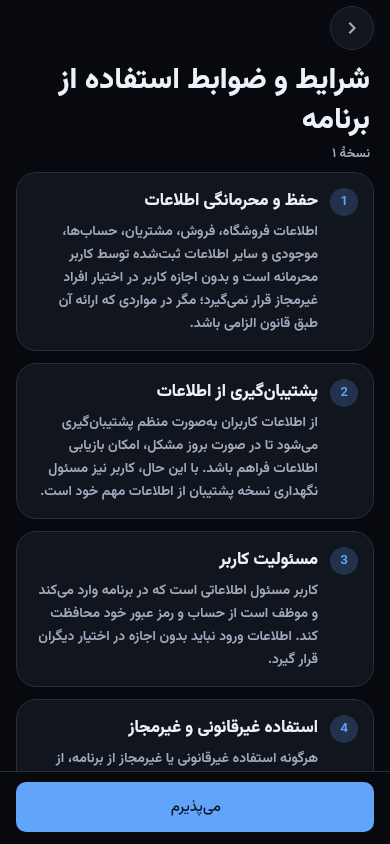 شرایط و ضوابط استفاده از
برنامه
نسخهٔ ۱
1
حفظ و محرمانگی اطلاعات
اطلاعات فروشگاه، فروش، مشتریان، حساب‌ها،
موجودی و سایر اطلاعات ثبت‌شده توسط کاربر
محرمانه است و بدون اجازه کاربر در اختیار افراد
غیرمجاز قرار نمی‌گیرد؛ مگر در مواردی که ارائه آن
طبق قانون الزامی باشد.
2
پشتیبان‌گیری از اطلاعات
از اطلاعات کاربران به‌صورت منظم پشتیبان‌گیری
می‌شود تا در صورت بروز مشکل، امکان بازیابی
اطلاعات فراهم باشد. با این حال، کاربر نیز مسئول
نگهداری نسخه پشتیبان از اطلاعات مهم خود است.
3
مسئولیت کاربر
کاربر مسئول اطلاعاتی است که در برنامه وارد می‌کند
و موظف است از حساب و رمز عبور خود محافظت
کند. اطلاعات ورود نباید بدون اجازه در اختیار دیگران
قرار گیرد.
4
استفاده غیرقانونی و غیرمجاز
هرگونه استفاده غیرقانونی یا غیرمجاز از برنامه، از
می‌پذیرم